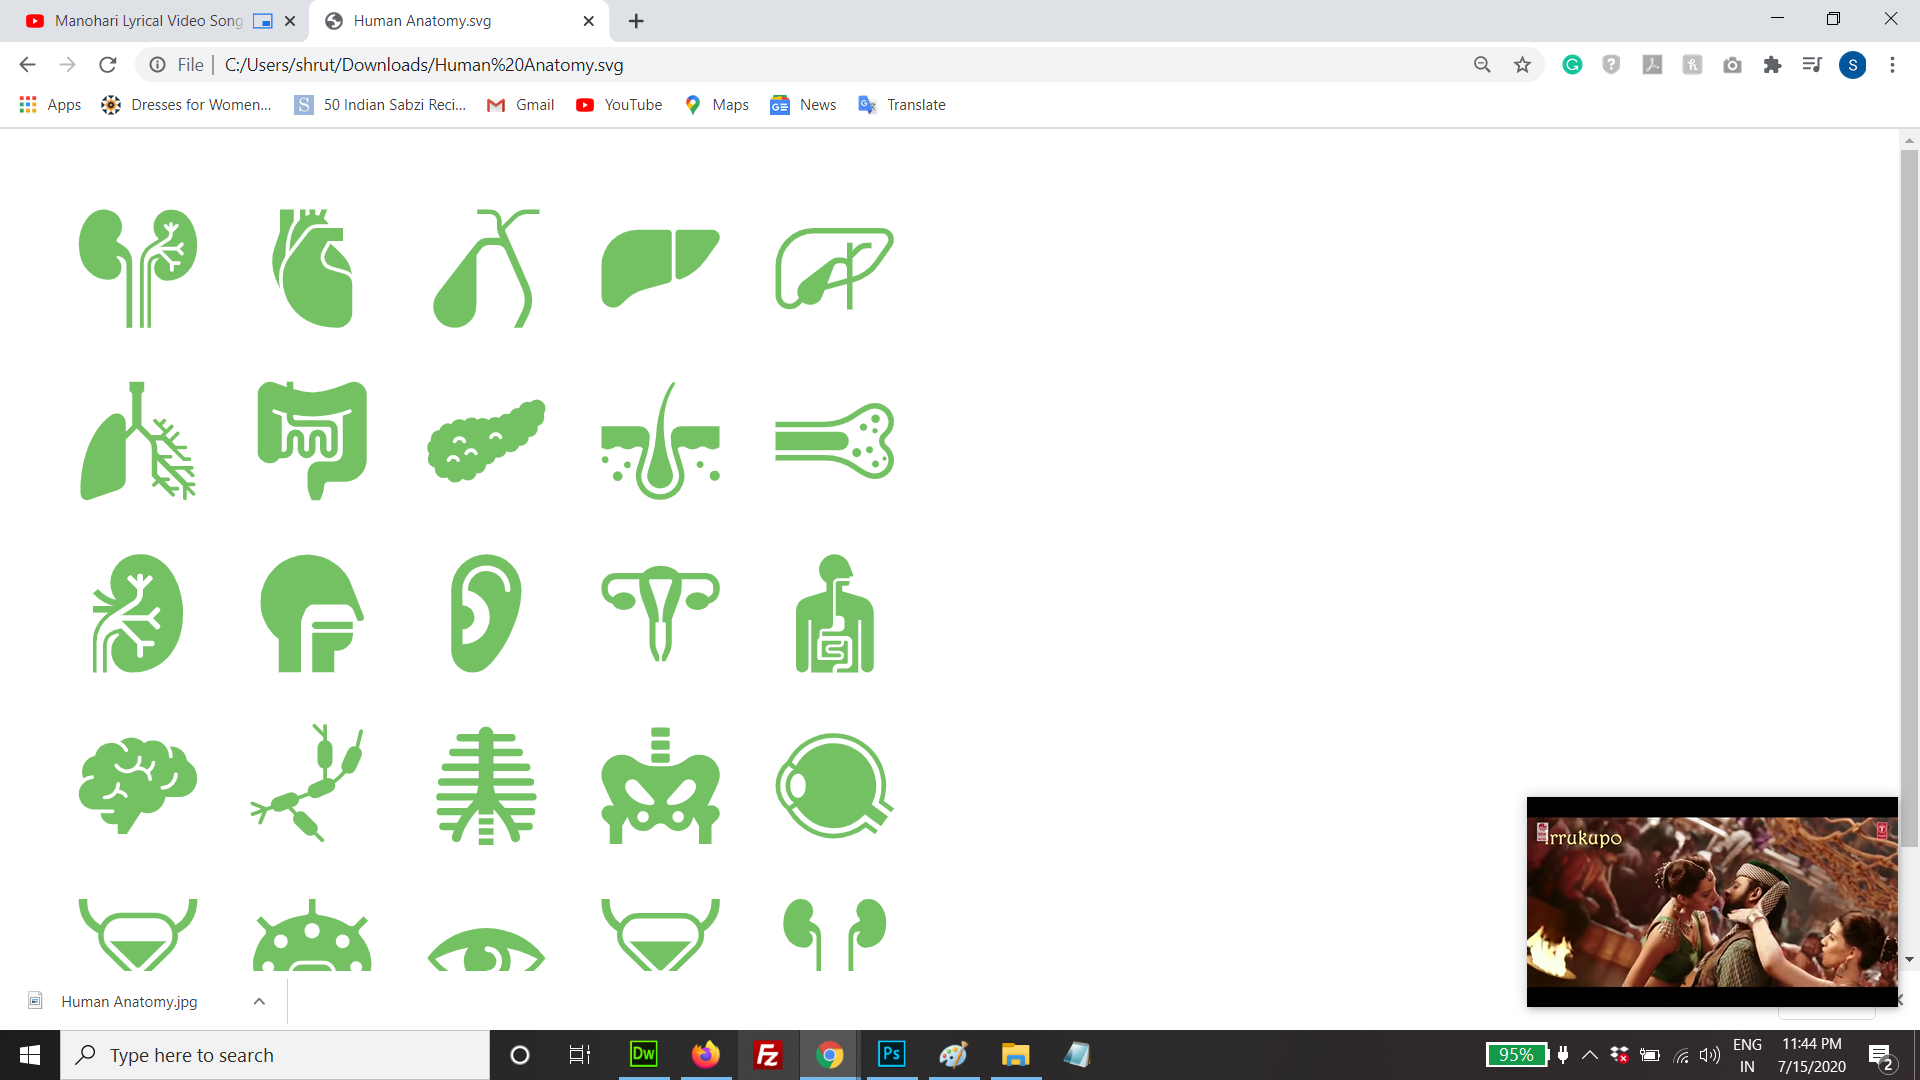 Manohari Lyrical Video Song
Human Anatomy.svg
File
C:/Users/shrut/Downloads/Human%20Anatomy.svg
S
Apps
Dresses for Women...
S
50 Indian Sabzi Reci...
Gmail
YouTube
Maps
News
Translate
Irrukupo
Human Anatomy.jpg
Type here to search
Dw
Fz
Ps
95%
ENG
IN
11:44 PM
7/15/2020
2